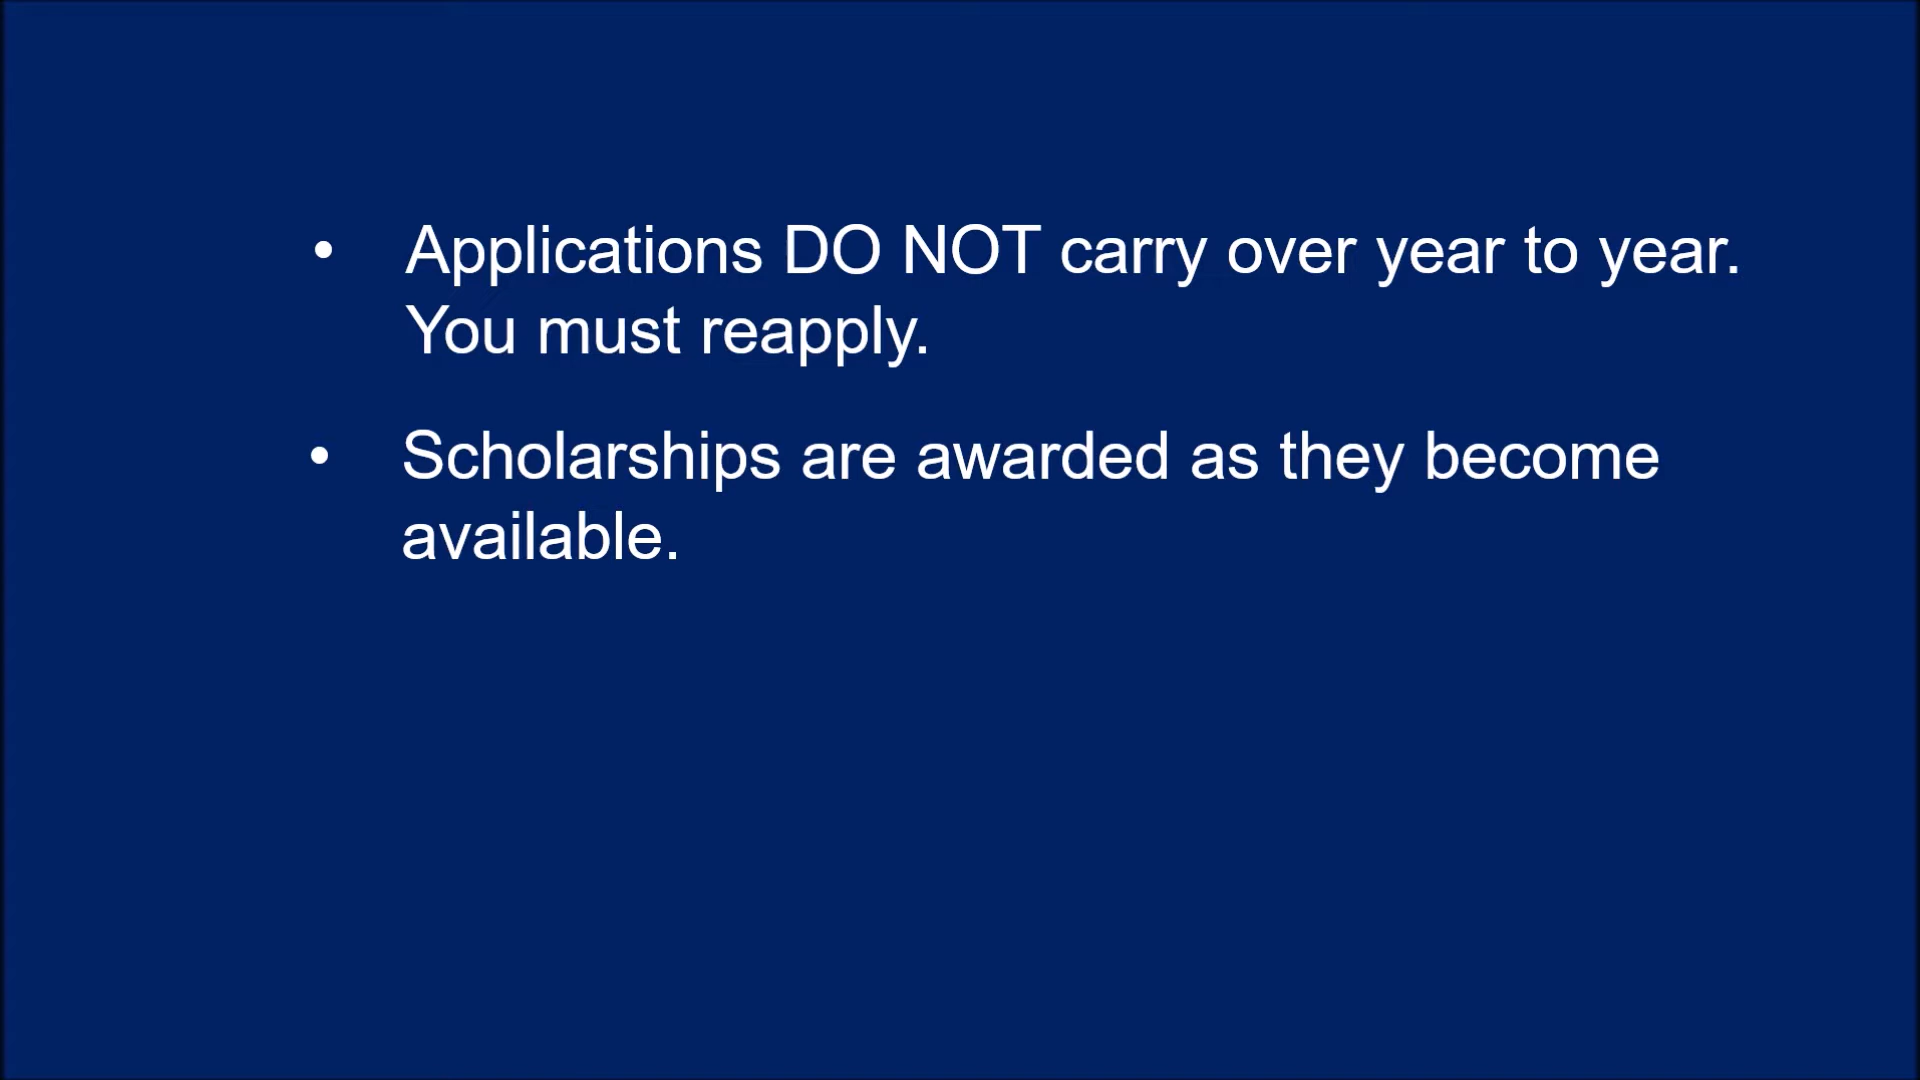 • Applications DO NOT carry over year to year.
You must reapply.
• Scholarships are awarded as they become
available.